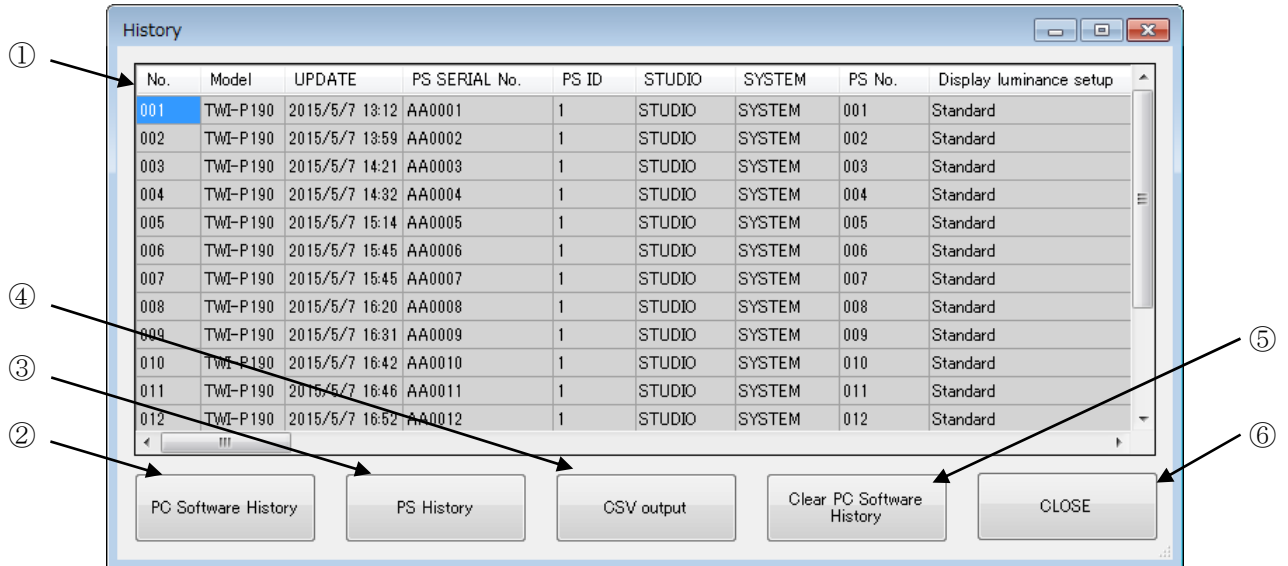 History
①
No. Model UPDATE PS SERIAL No. PS ID STUDIO SYSTEM PS No. Display luminance setup
001 TWI-P190 2015/5/7 13:12 AA0001 1 STUDIO SYSTEM 001 Standard
002 TWI-P190 2015/5/7 13:59 AA0002 1 STUDIO SYSTEM 002 Standard
003 TWI-P190 2015/5/7 14:21 AA0003 1 STUDIO SYSTEM 003 Standard
004 TWI-P190 2015/5/7 14:32 AA0004 1 STUDIO SYSTEM 004 Standard
005 TWI-P190 2015/5/7 15:14 AA0005 1 STUDIO SYSTEM 005 Standard
006 TWI-P190 2015/5/7 15:45 AA0006 1 STUDIO SYSTEM 006 Standard
007 TWI-P190 2015/5/7 15:45 AA0007 1 STUDIO SYSTEM 007 Standard
④
008 TWI-P190 2015/5/7 16:20 AA0008 1 STUDIO SYSTEM 008 Standard
009 TWI-P190 2015/5/7 16:31 AA0009 1 STUDIO SYSTEM 009 Standard
⑤
010 TWI-P190 2015/5/7 16:42 AA0010 1 STUDIO SYSTEM 010 Standard
③
011 TWI-P190 2015/5/7 16:46 AA0011 1 STUDIO SYSTEM 011 Standard
012 TWI-P190 2015/5/7 16:52 AA0012 1 STUDIO SYSTEM 012 Standard
②
⑥
PC Software History
PS History
CSV output
Clear PC Software
History
CLOSE